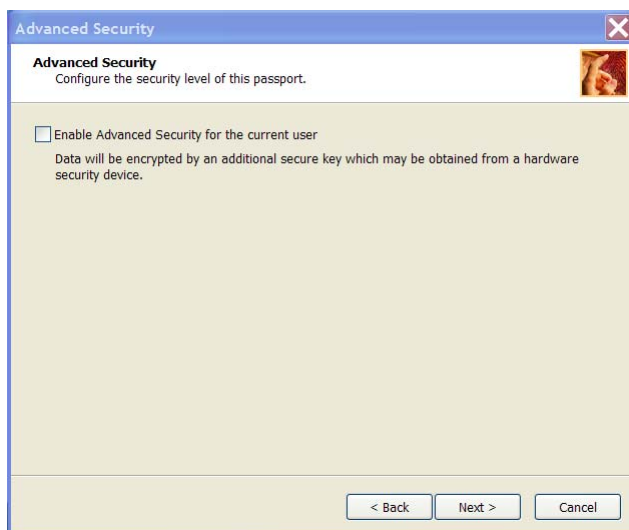 Advanced Security
Advanced Security
Configure the security level of this passport.
Enable Advanced Security for the current user
Data will be encrypted by an additional secure key which may be obtained from a hardware
security device.
< Back Next > Cancel